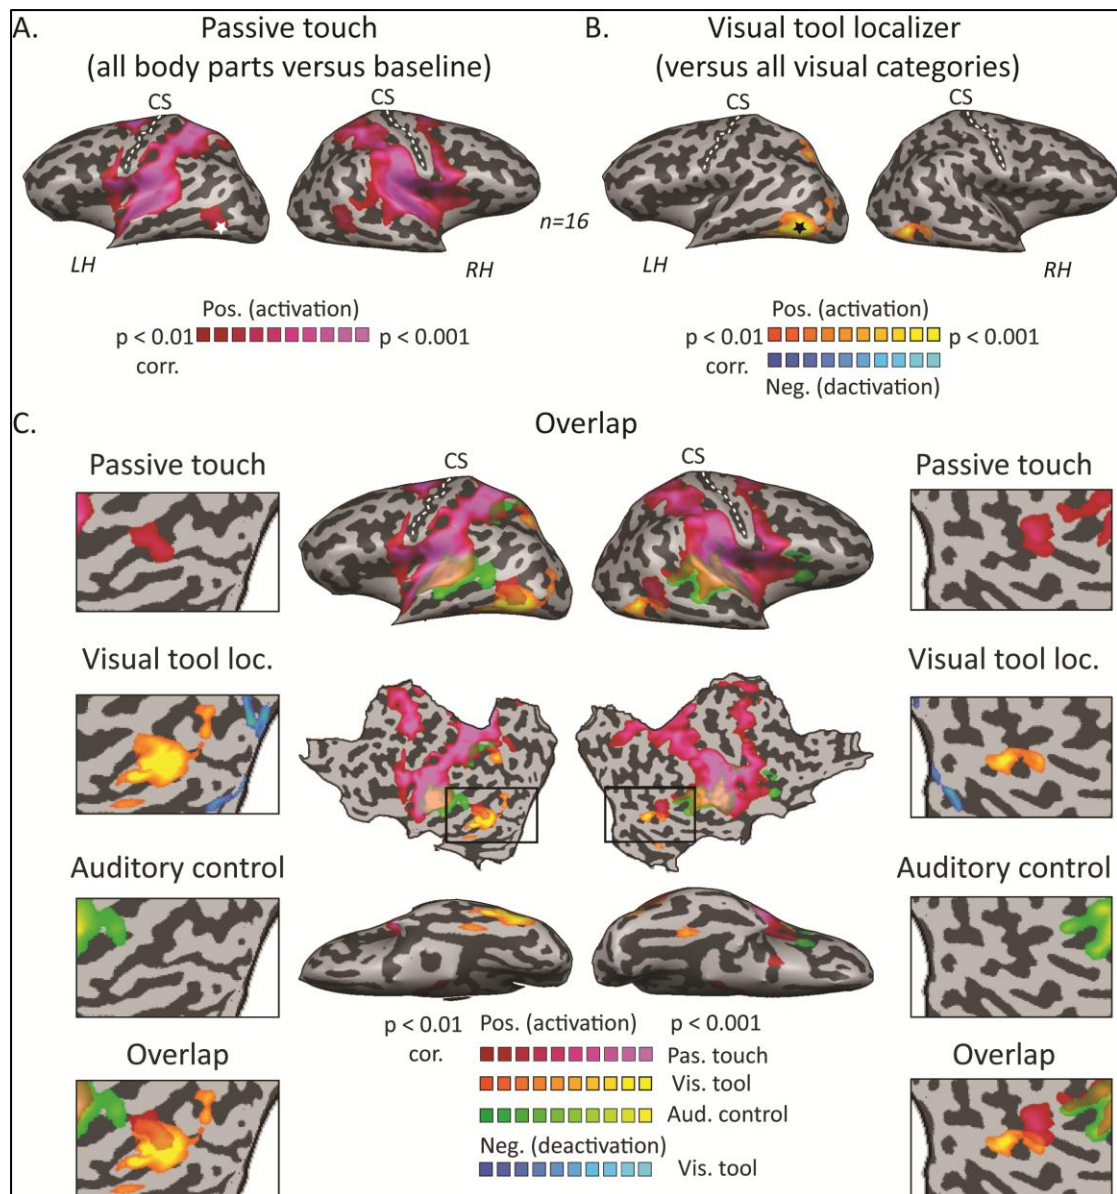 A.
Passive touch
(all body parts versus baseline)
CS
CS
LH
RH
Pos. (activation)
p < 0.01
p < 0.001
corr.
n=16
B.
Visual tool localizer
(versus all visual categories)
CS
CS
LH
RH
Pos. (activation)
p < 0.01
p < 0.001
corr.
Neg. (dactivation)
C.
Overlap
Passive touch
CS
CS
Passive touch
Visual tool loc.
Visual tool loc.
Auditory control
Auditory control
Overlap
Overlap
p < 0.01
Pos. (activation)
p < 0.001
cor.
Pas. touch
Vis. tool
Aud. control
Neg. (deactivation)
Vis. tool